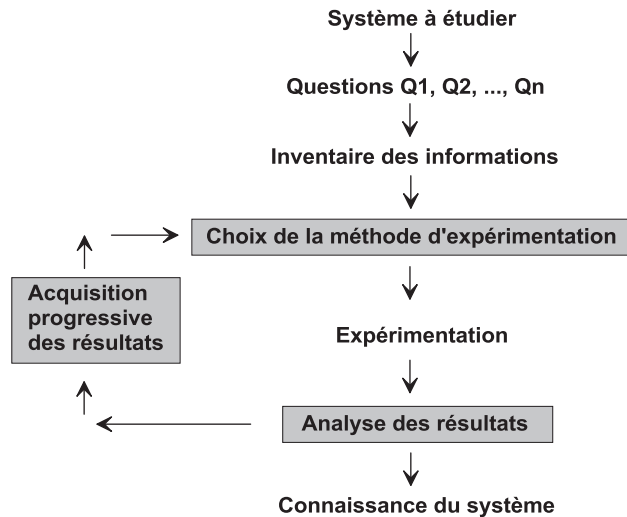 Système à étudier
Questions Q1, Q2, ..., Qn
Inventaire des informations
Choix de la méthode d'expérimentation
Acquisition
progressive
des résultats
Expérimentation
Analyse des résultats
Connaissance du système